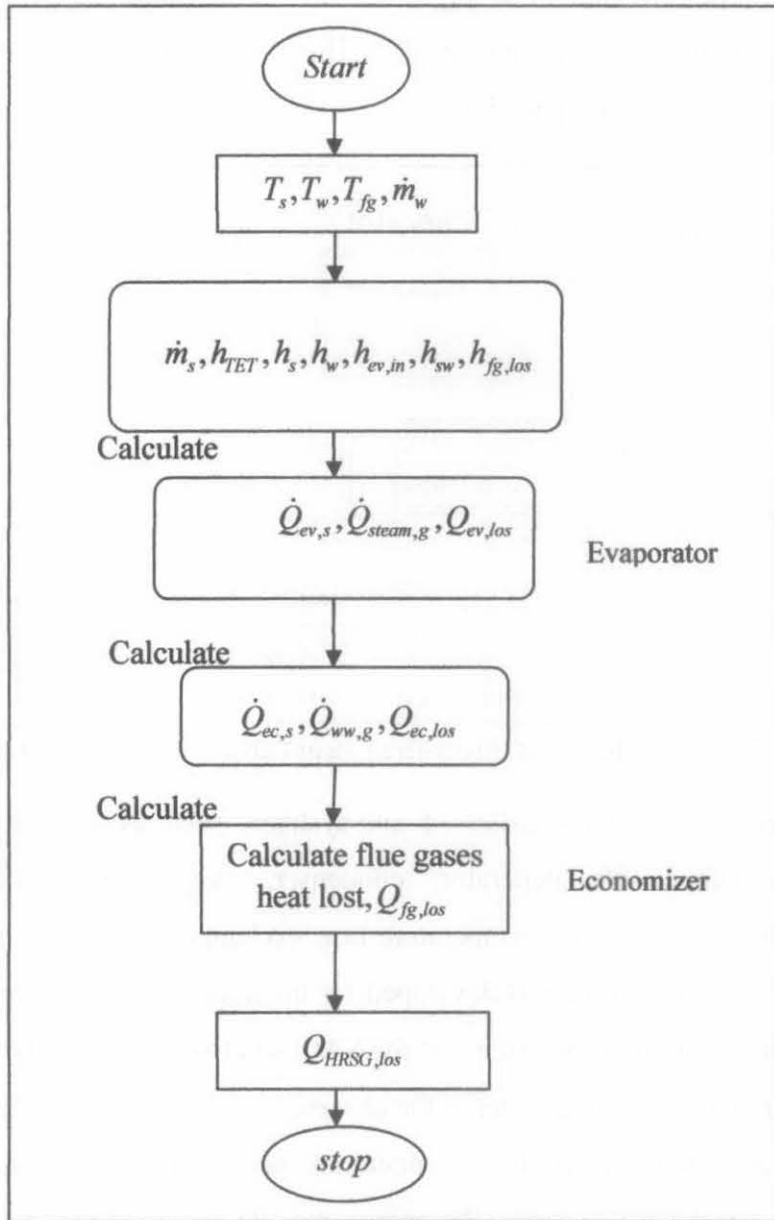 Start
T_s, T_w, T_fg, ṁ_w
ṁ_s, h_TET, h_s, h_w, h_ev,in, h_sw, h_fg,los
Calculate
Q̇_ev,s, Q̇_steam,g, Q_ev,los
Evaporator
Calculate
Q̇_ec,s, Q̇_ww,g, Q_ec,los
Calculate
Calculate flue gases
heat lost, Q_fg,los
Economizer
Q_HRSG,los
stop